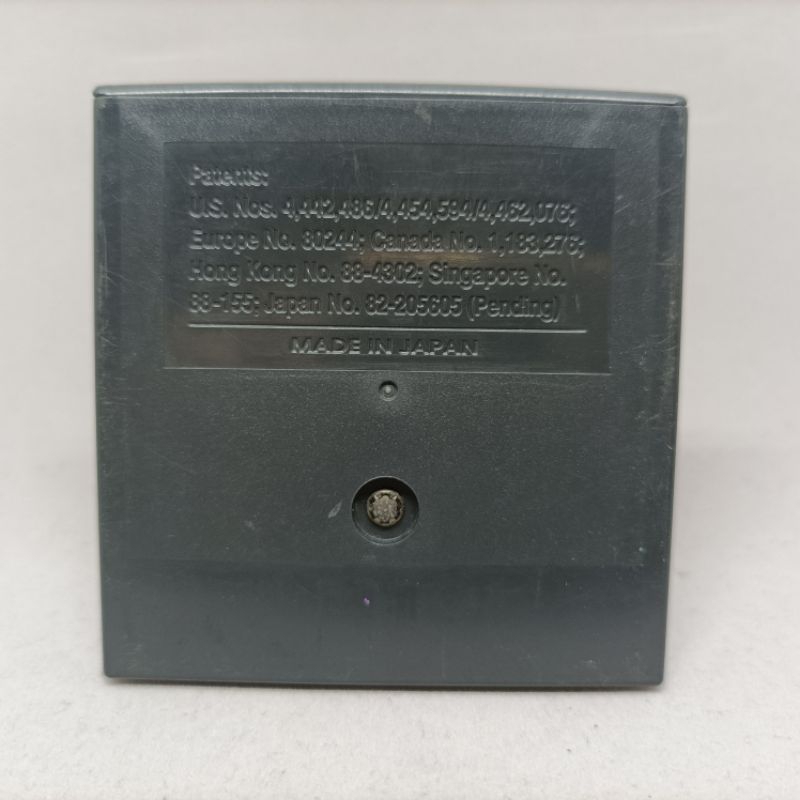 Patents:
U.S. Nos. 4,442,486/4,454,594/4,462,076;
Europe No. 80244; Canada No. 1,183,276;
Hong Kong No. 88-4302; Singapore No.
88-155; Japan No. 82-205605 (Pending)
MADE IN JAPAN